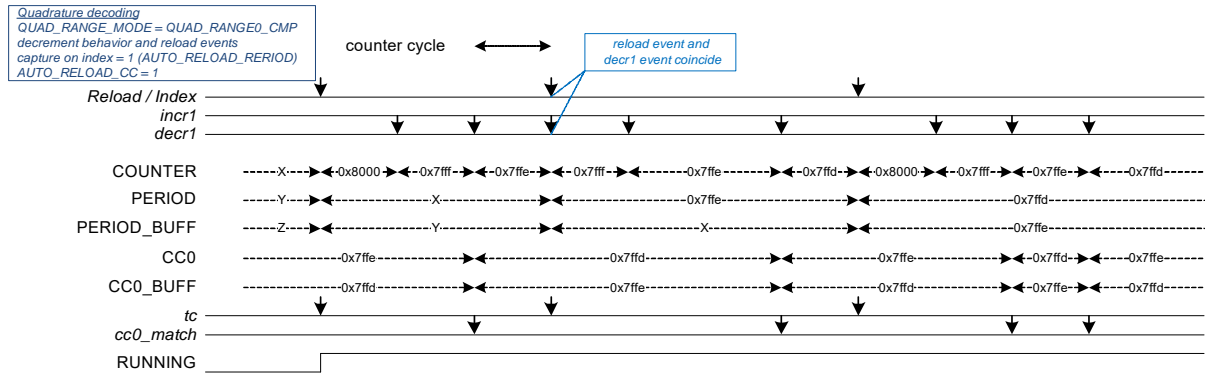 Quadrature decoding
QUAD_RANGE_MODE = QUAD_RANGE0_CMP
decrement behavior and reload events
capture on index = 1 (AUTO_RELOAD_RERIOD)
AUTO_RELOAD_CC = 1
counter cycle
reload event and
decr1 event coincide
Reload / Index
incr1
decr1
COUNTER X 0x8000 0x7fff 0x7ffe 0x7fff 0x7ffe 0x7ffd 0x8000 0x7fff 0x7ffe 0x7ffd
PERIOD Y X 0x7ffe 0x7ffd
PERIOD_BUFF Z Y X 0x7ffe
CC0 0x7ffe 0x7ffd 0x7ffe 0x7ffd 0x7ffe
CC0_BUFF 0x7ffd 0x7ffe 0x7ffd 0x7ffe 0x7ffd
tc
cc0_match
RUNNING